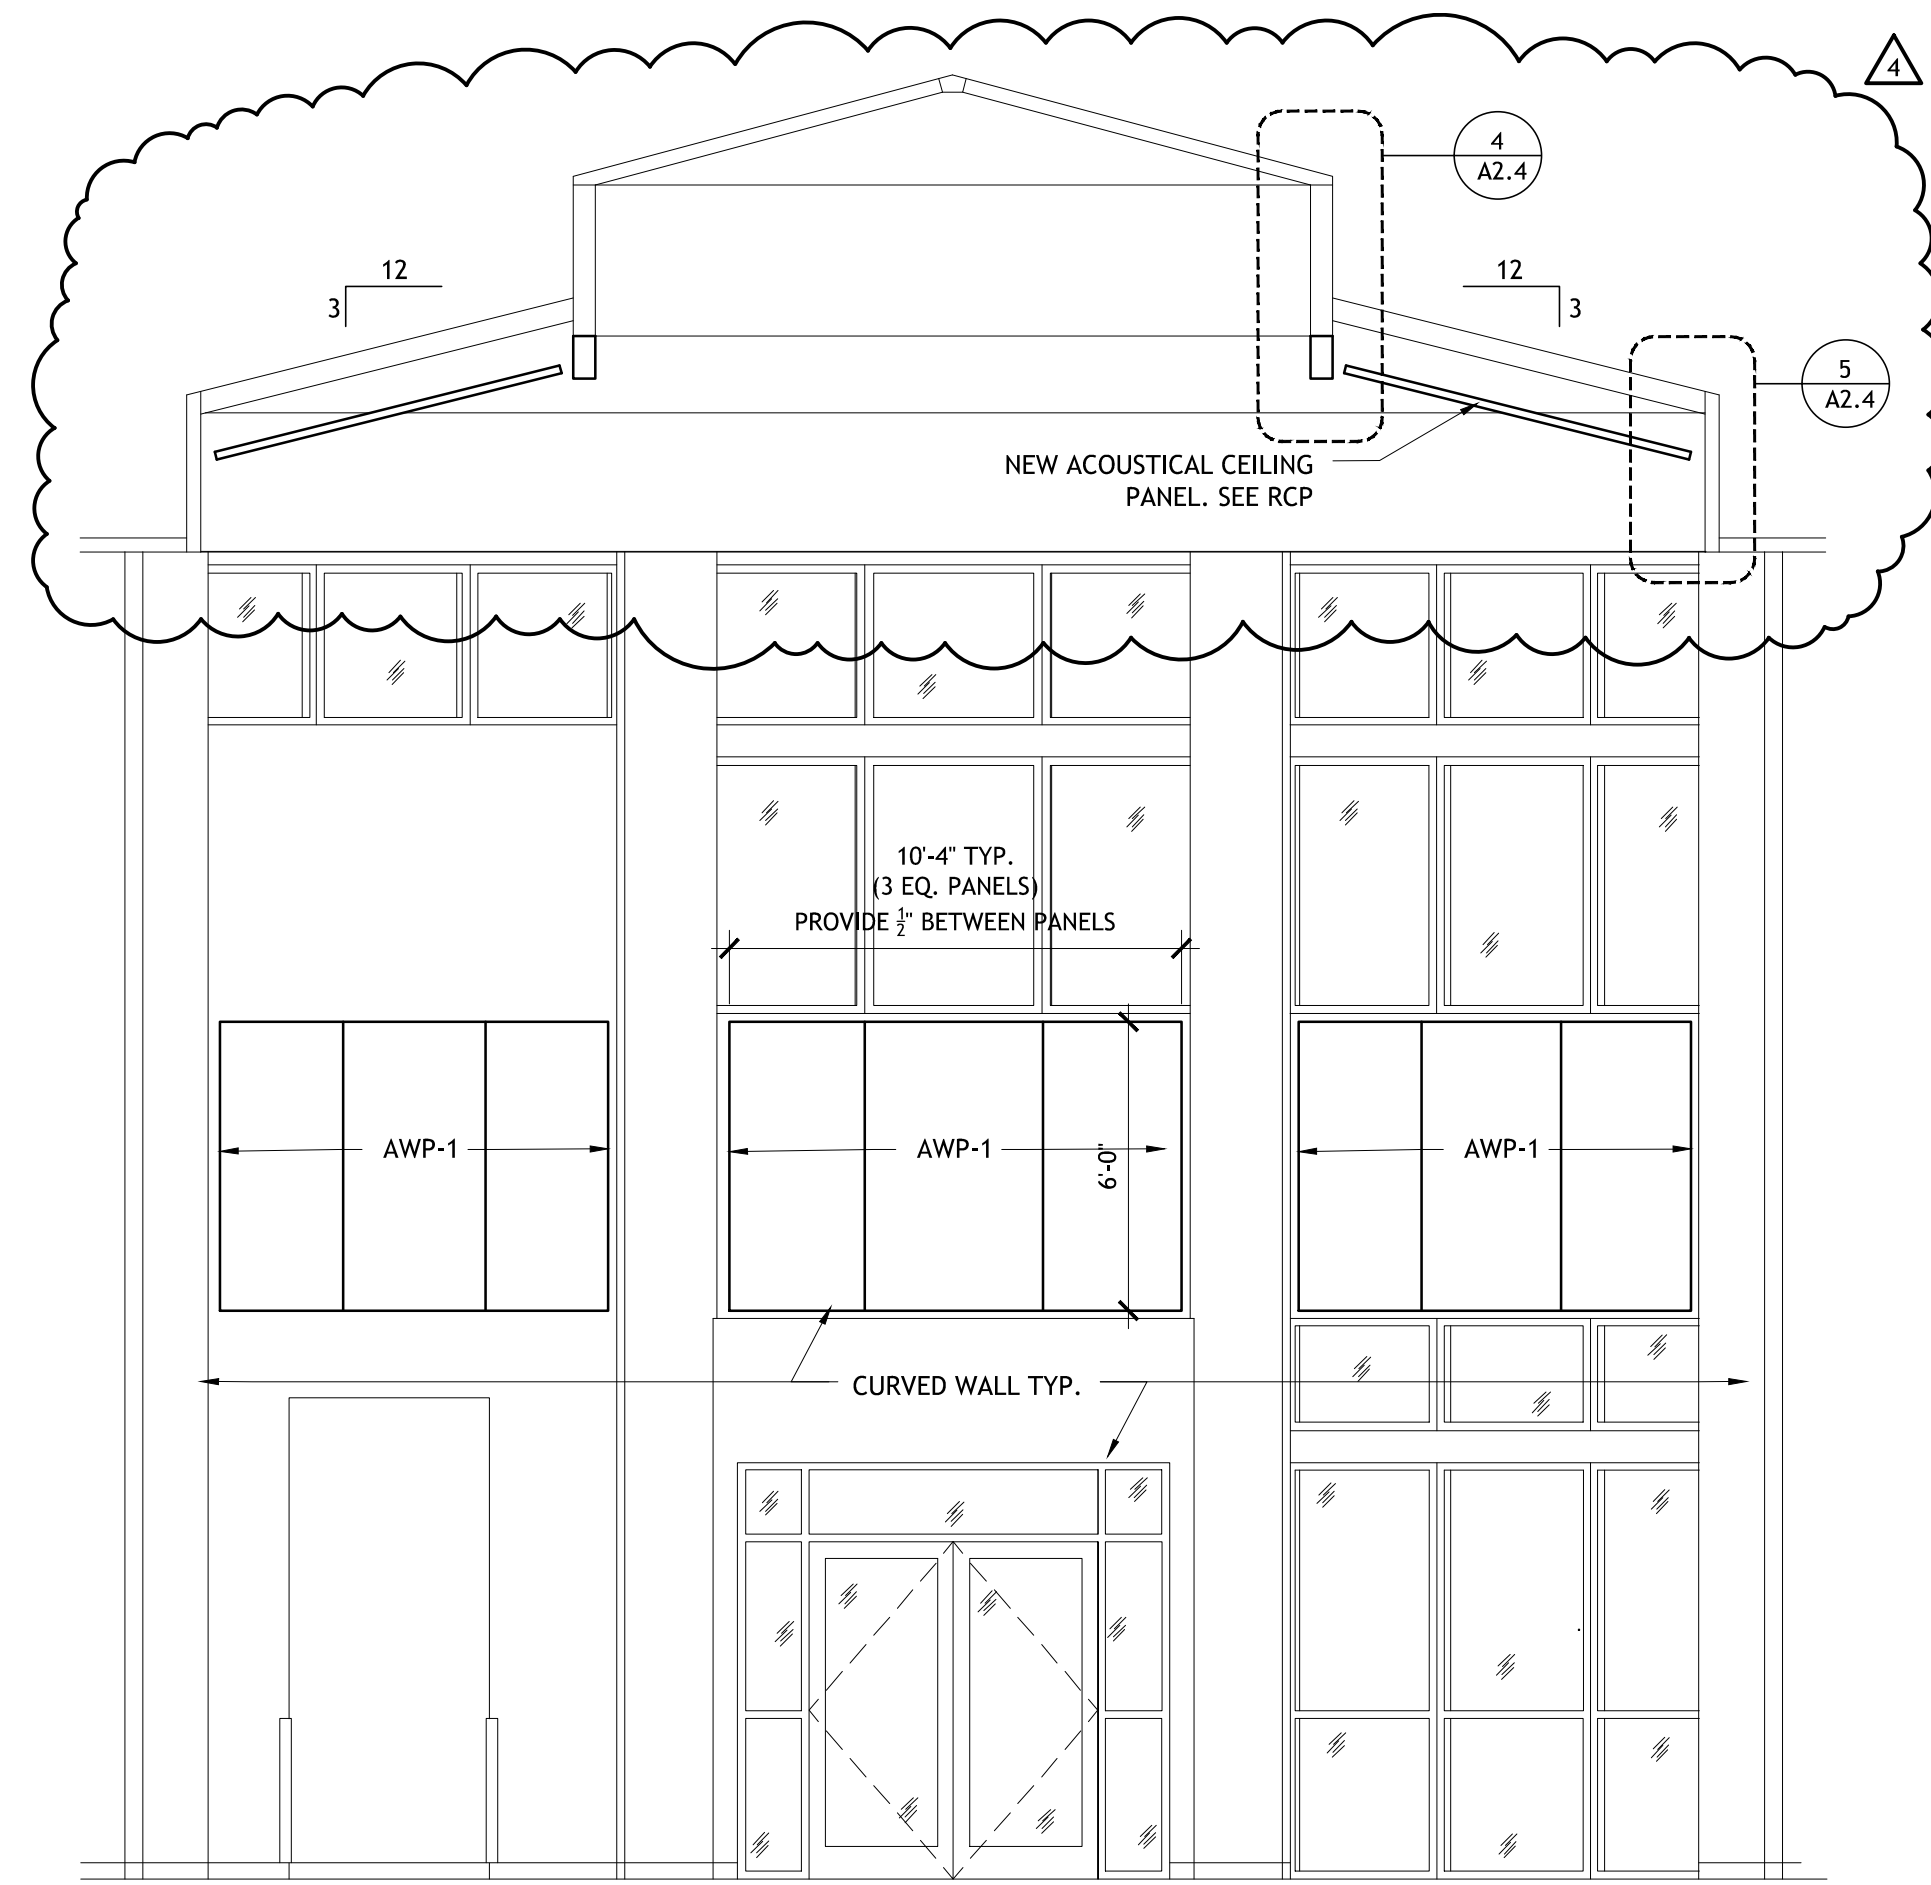 4
4
A2.4
12
3
12
3
5
A2.4
NEW ACOUSTICAL CEILING
PANEL. SEE RCP
10'-4" TYP.
(3 EQ. PANELS)
PROVIDE ½" BETWEEN PANELS
AWP-1
AWP-1
AWP-1
6'-0"
CURVED WALL TYP.